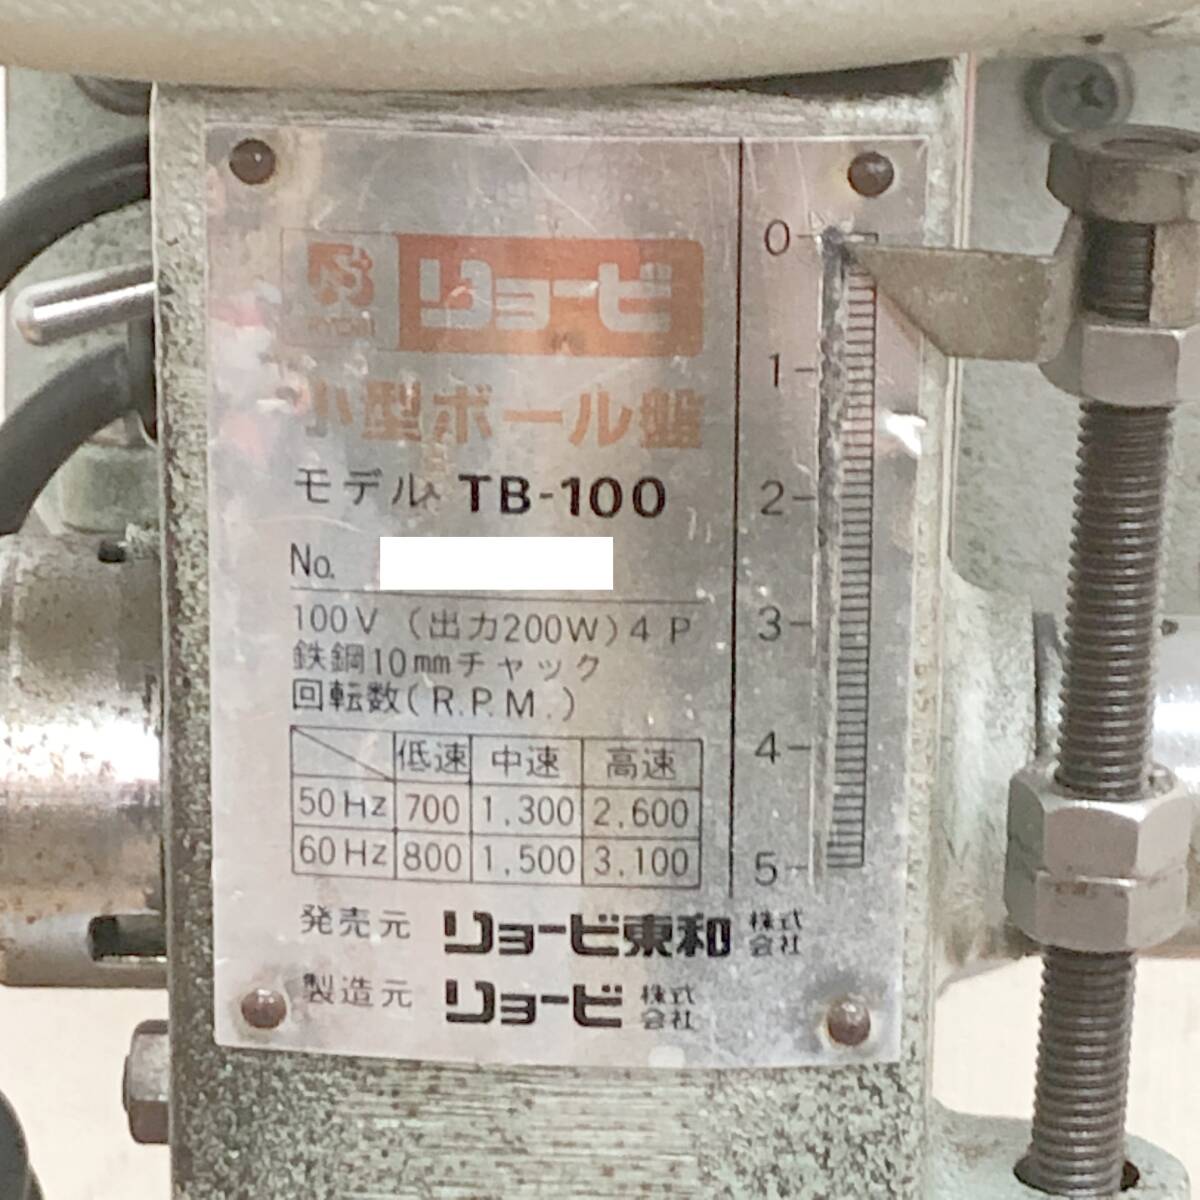 RYOBI リョービ
小型ボール盤
モデル TB-100
No.
100V (出力200W) 4P
鉄鋼10mmチャック
回転数(R.P.M.)
低速 中速 高速
50Hz 700 1,300 2,600
60Hz 800 1,500 3,100
発売元 リョービ東和 株式会社
製造元 リョービ 株式会社
0
1
2
3
4
5